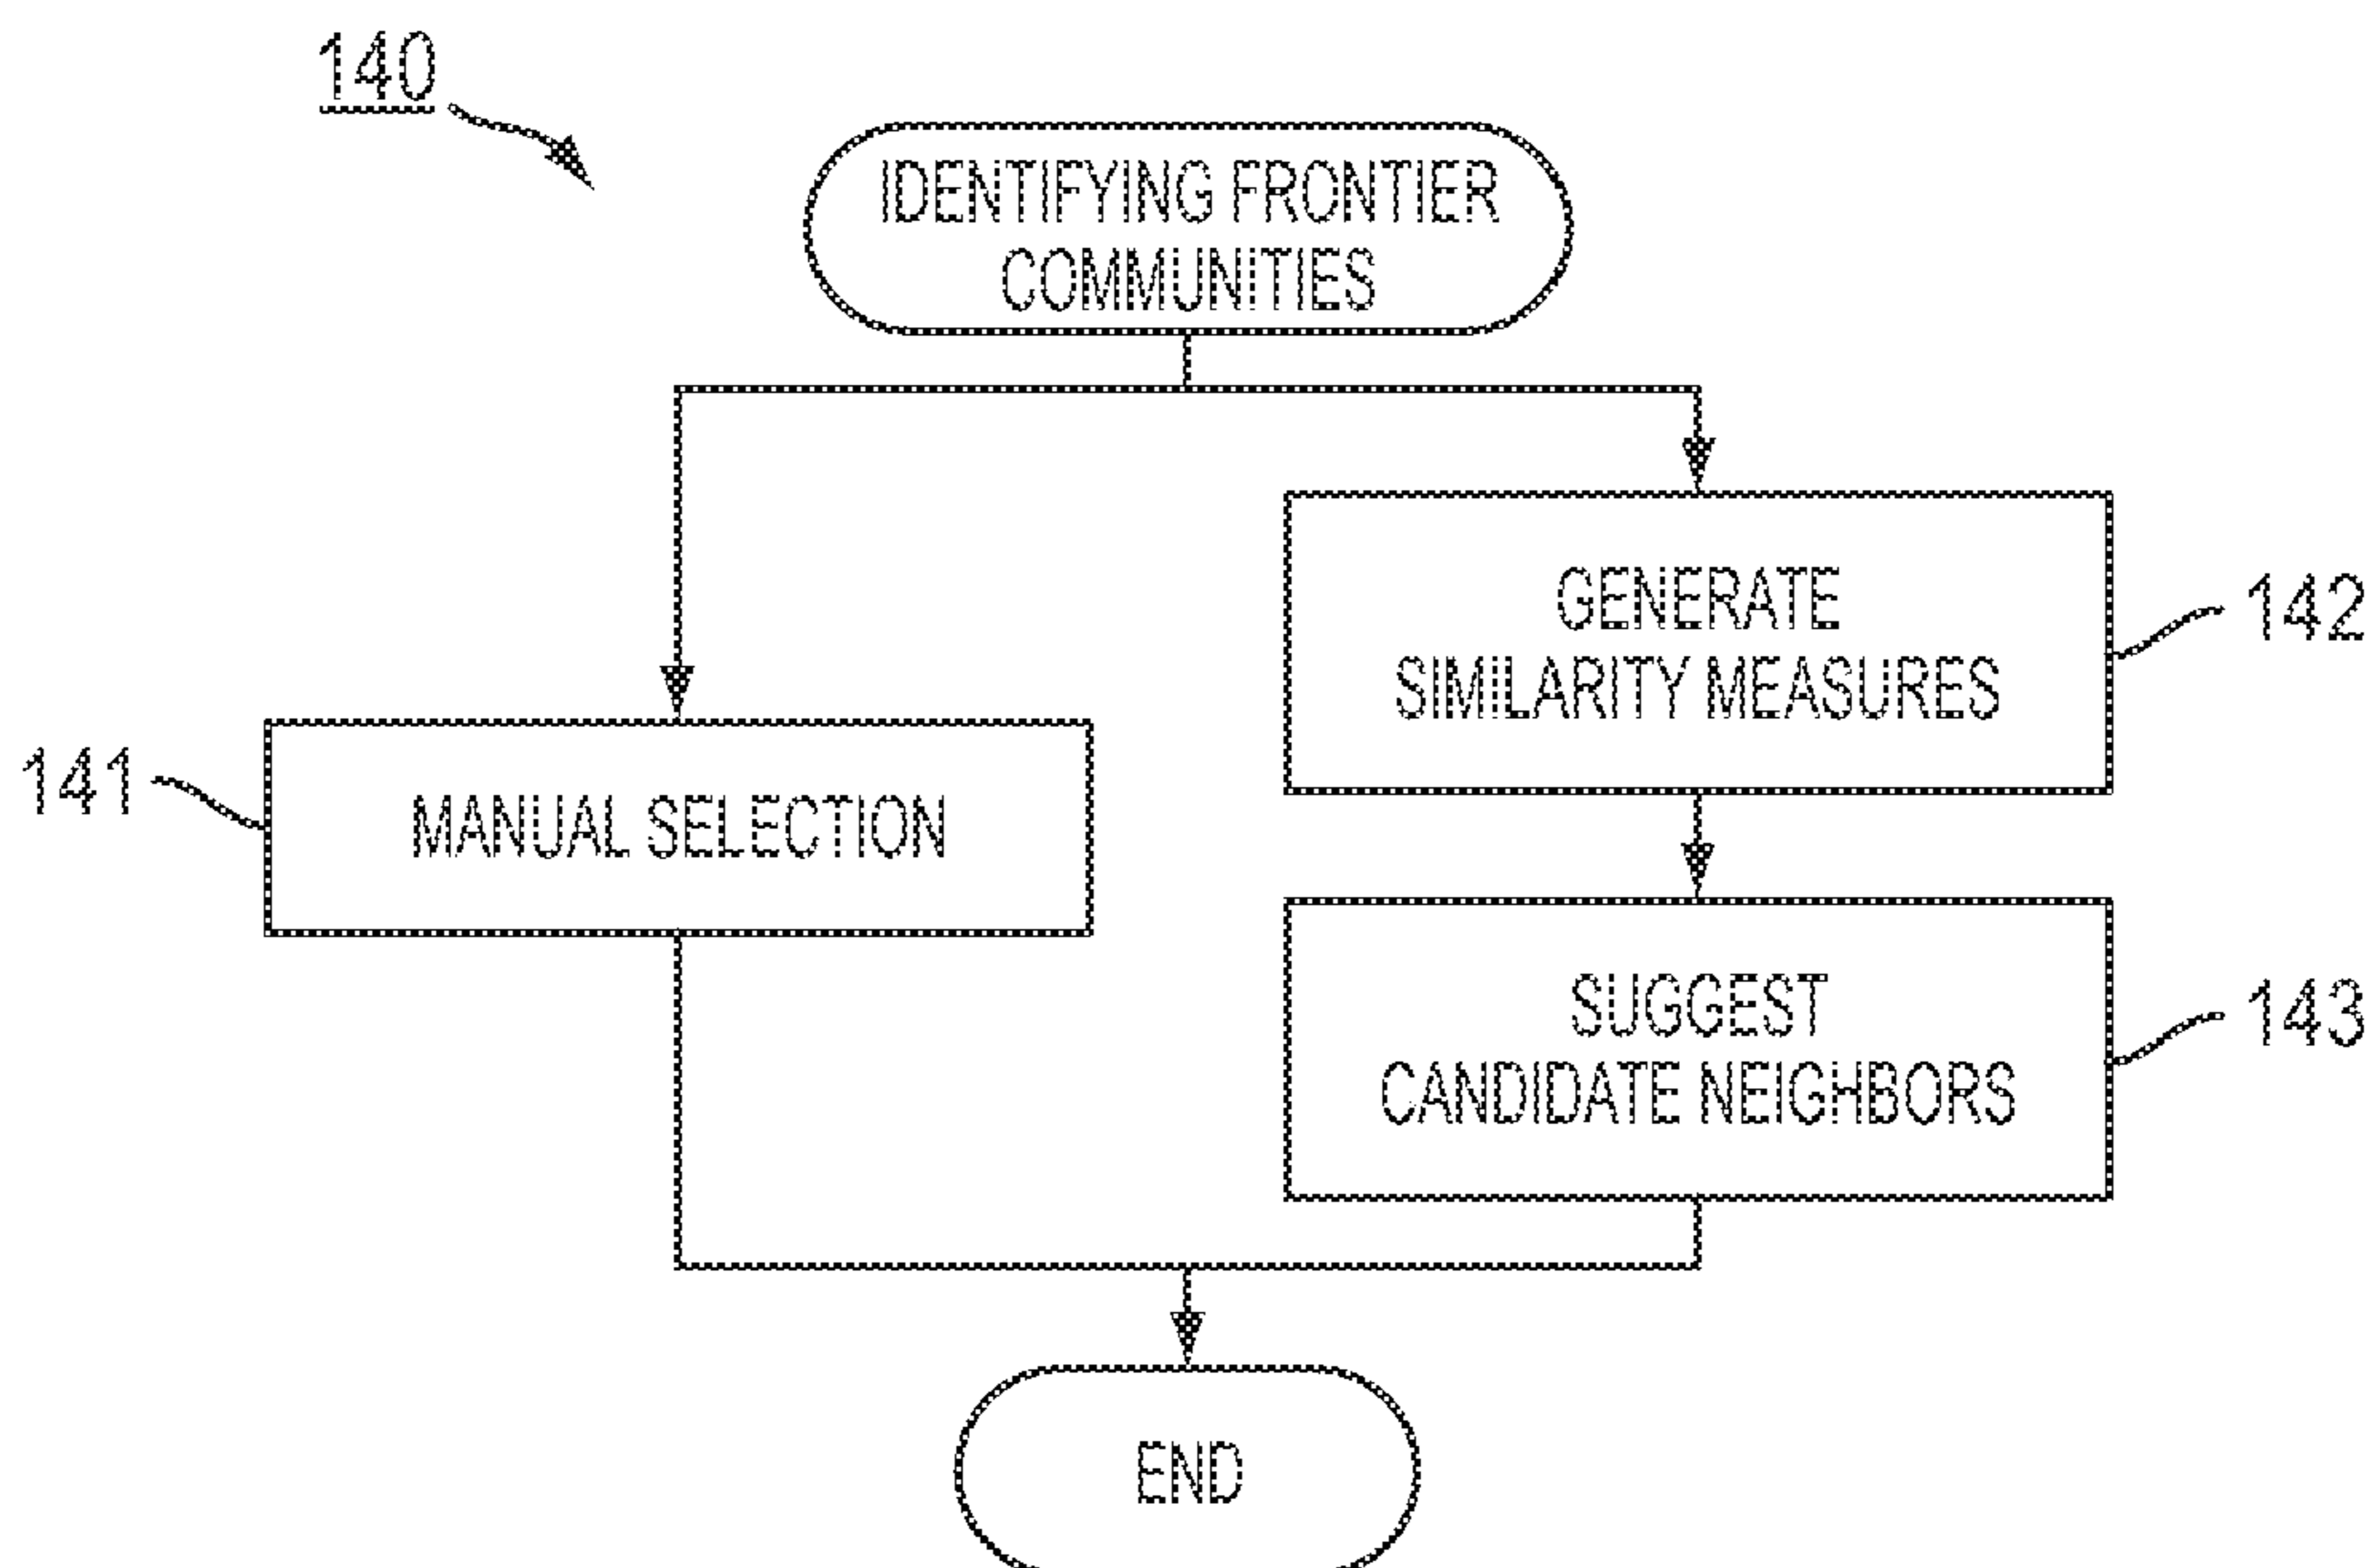 140
IDENTIFYING FRONTIER
COMMUNITIES
GENERATE
SIMILARITY MEASURES
142
141
MANUAL SELECTION
SUGGEST
CANDIDATE NEIGHBORS
143
END